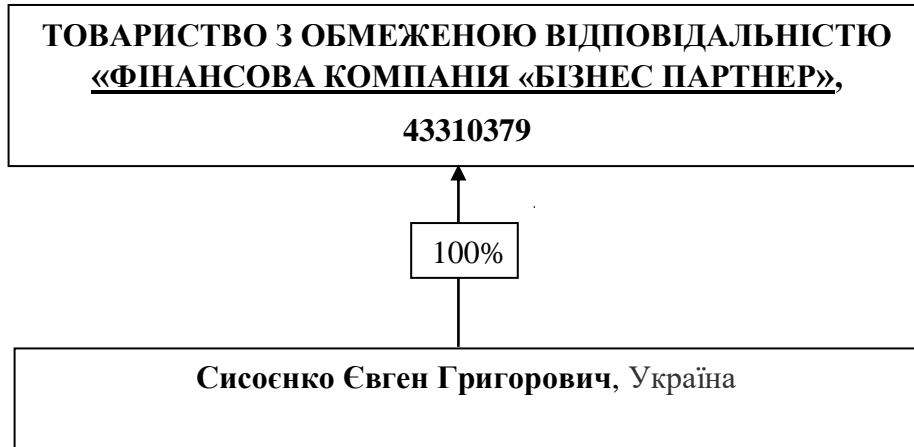 ТОВАРИСТВО З ОБМЕЖЕНОЮ ВІДПОВІДАЛЬНІСТЮ
«ФІНАНСОВА КОМПАНІЯ «БІЗНЕС ПАРТНЕР»,
43310379
100%
Сисоєнко Євген Григорович, Україна